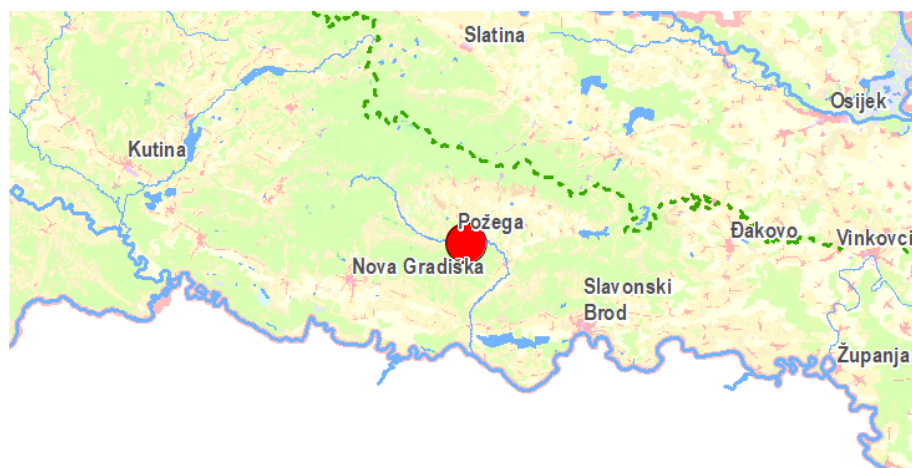 Slatina
Osijek
Kutina
Požega
Đakovo
Vinkovci
Nova Gradiška
Slavonski
Brod
Županja